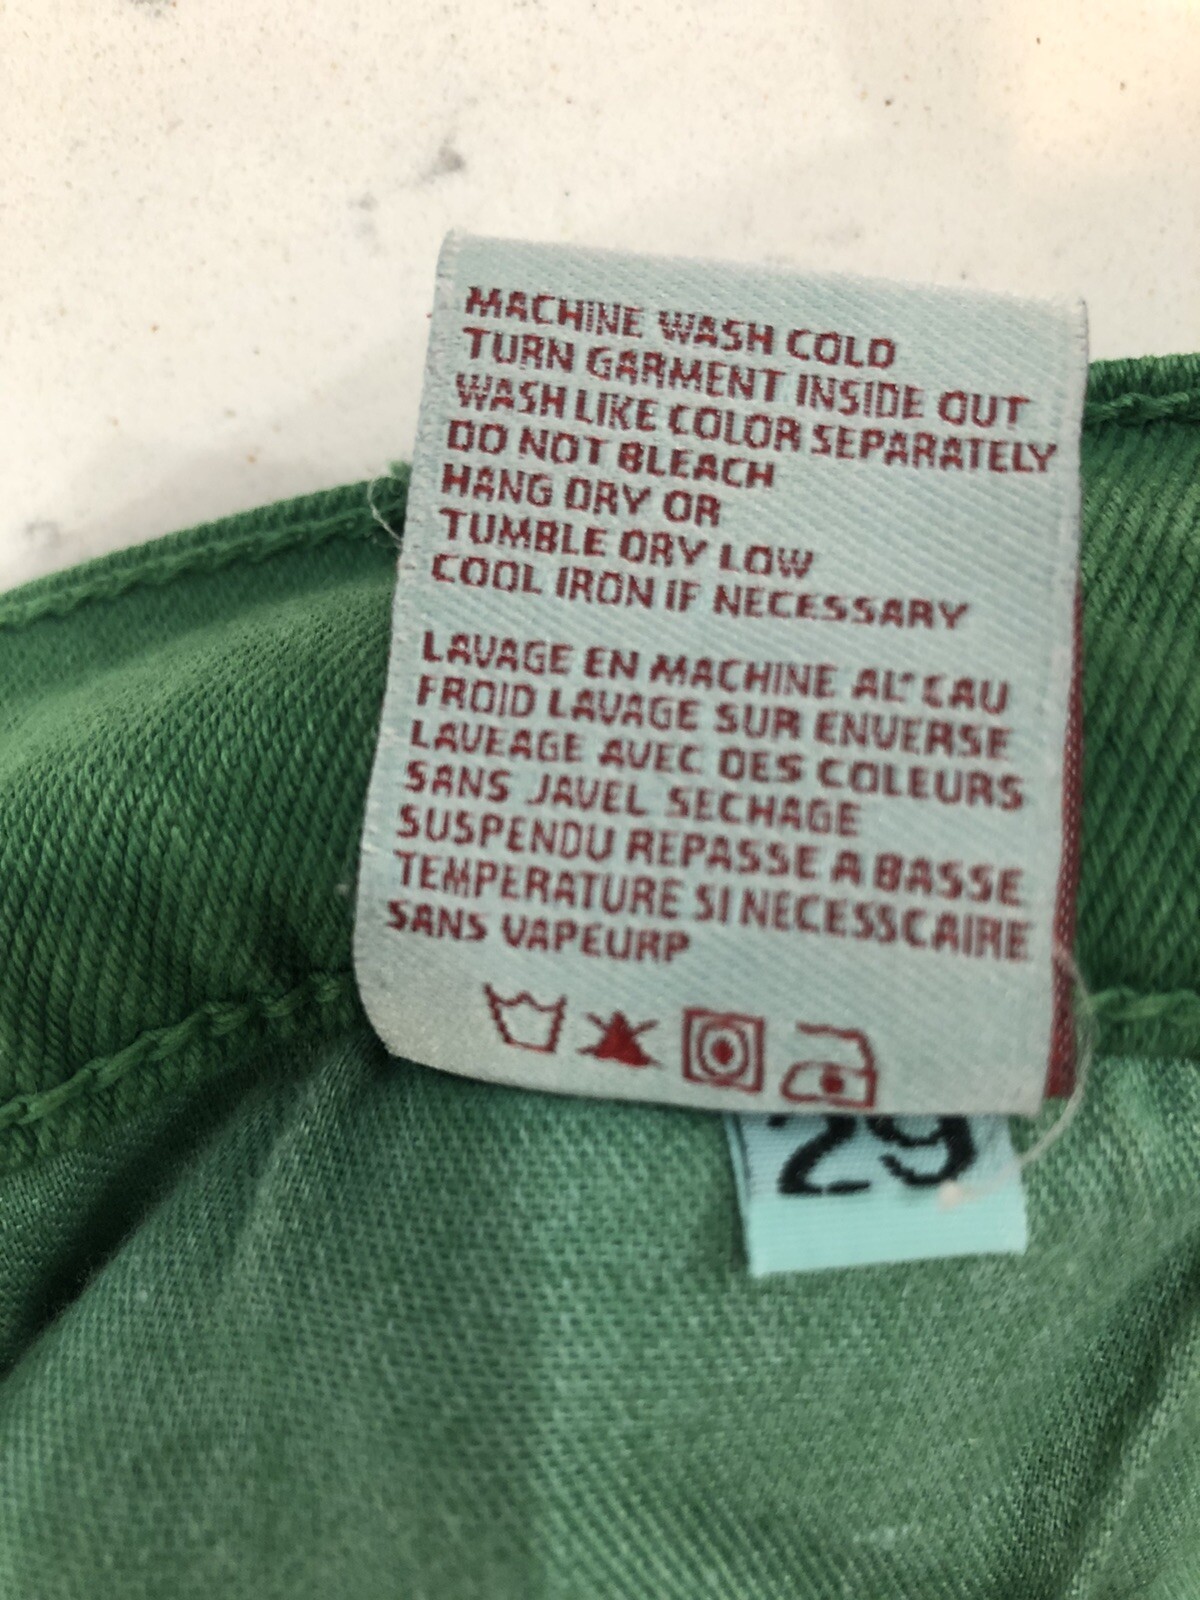 MACHINE WASH COLD
TURN GARMENT INSIDE OUT
WASH LIKE COLOR SEPARATELY
DO NOT BLEACH
HANG DRY OR
TUMBLE DRY LOW
COOL IRON IF NECESSARY
LAVAGE EN MACHINE AL' EAU
FROID LAVAGE SUR ENVERSE
LAVEAGE AVEC DES COLEURS
SANS JAVEL SECHAGE
SUSPENDU REPASSE A BASSE
TEMPERATURE SI NECESSCAIRE
SANS VAPEURP
29